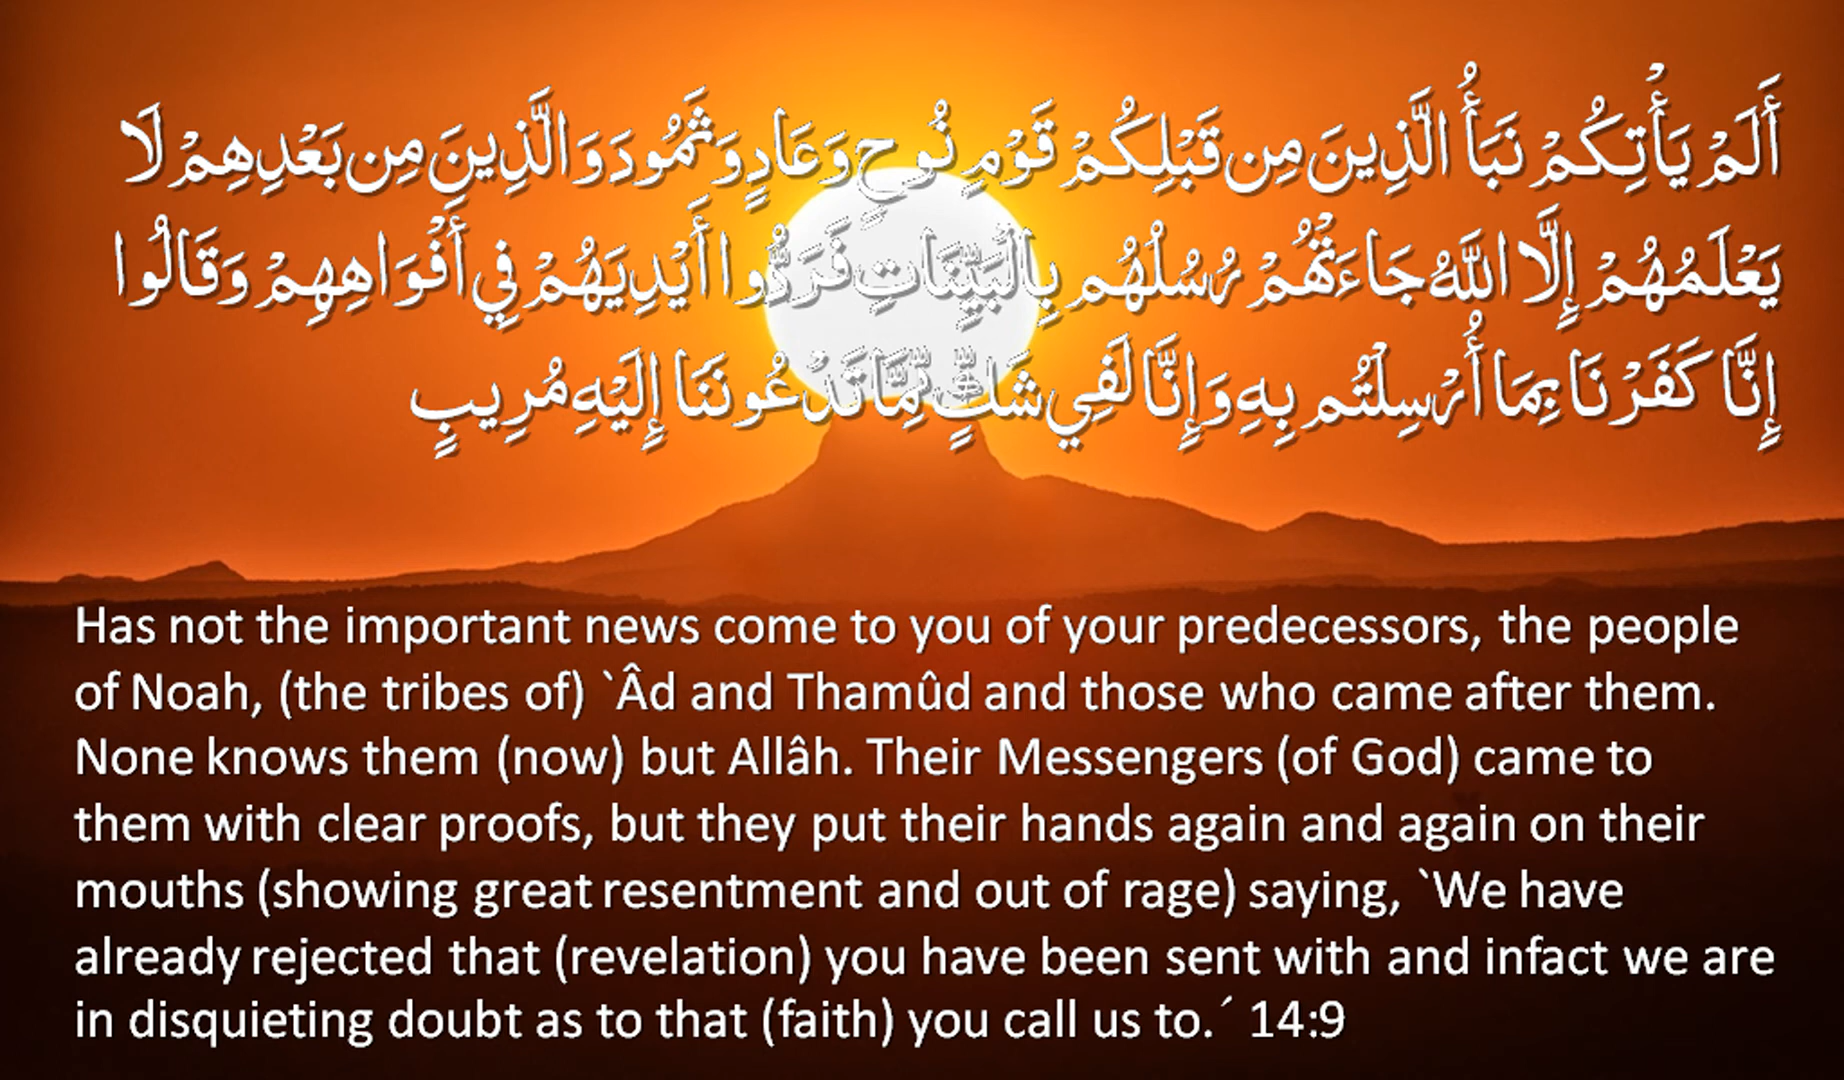 أَلَمْ يَأْتِكُمْ نَبَأُ الَّذِينَ مِن قَبْلِكُمْ قَوْمِ نُوحٍ وَعَادٍ وَثَمُودَ وَالَّذِينَ مِن بَعْدِهِمْ لَا
يَعْلَمُهُمْ إِلَّا اللَّهُ جَاءَتْهُمْ رُسُلُهُم بِالْبَيِّنَاتِ فَرَدُّوا أَيْدِيَهُمْ فِي أَفْوَاهِهِمْ وَقَالُوا
إِنَّا كَفَرْنَا بِمَا أُرْسِلْتُم بِهِ وَإِنَّا لَفِي شَكٍّ مِّمَّا تَدْعُونَنَا إِلَيْهِ مُرِيبٍ
Has not the important news come to you of your predecessors, the people
of Noah, (the tribes of) `Âd and Thamûd and those who came after them.
None knows them (now) but Allâh. Their Messengers (of God) came to
them with clear proofs, but they put their hands again and again on their
mouths (showing great resentment and out of rage) saying, `We have
already rejected that (revelation) you have been sent with and infact we are
in disquieting doubt as to that (faith) you call us to.´ 14:9